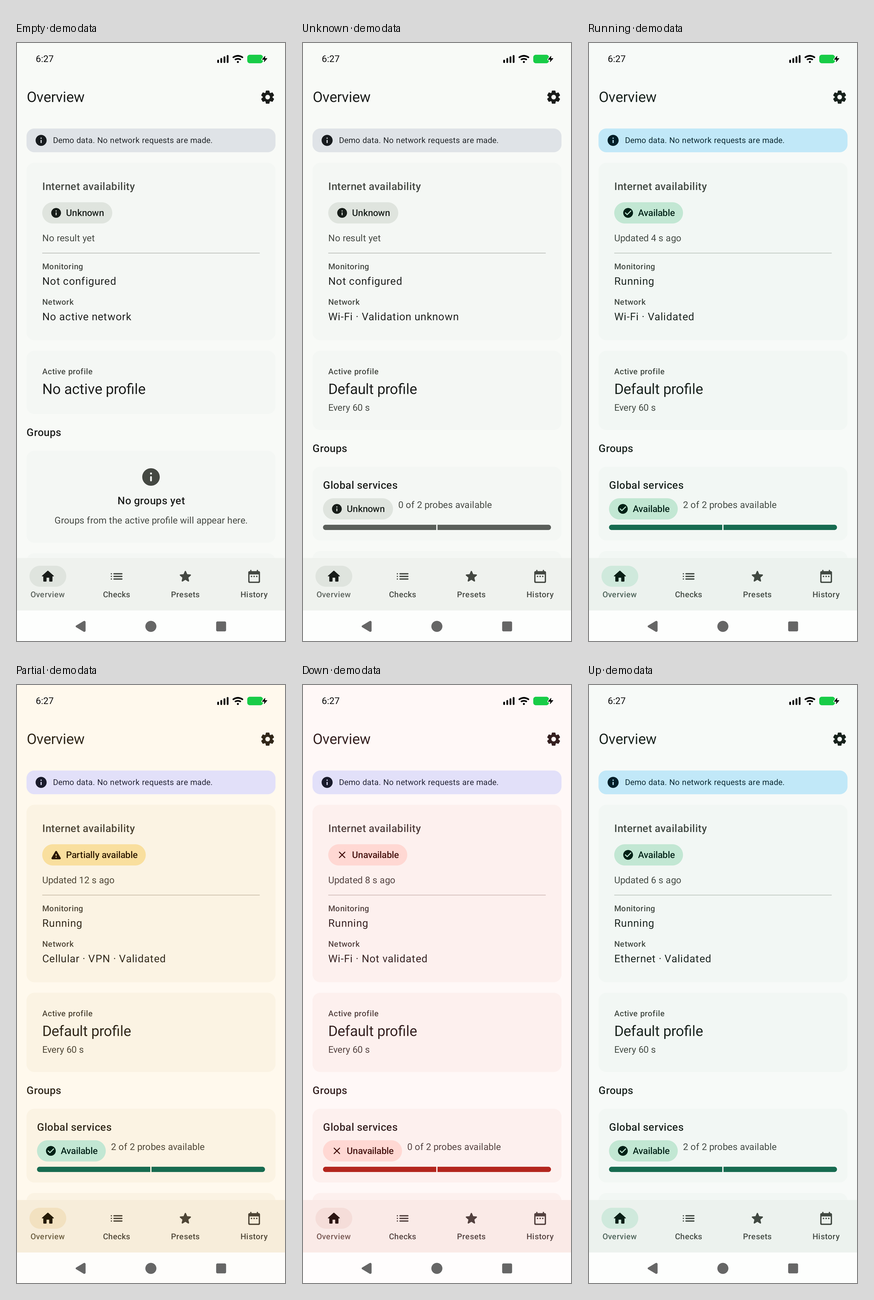 Empty · demo data
6:27
Overview
Demo data. No network requests are made.
Internet availability
Unknown
No result yet
Monitoring
Not configured
Network
No active network
Active profile
No active profile
Groups
No groups yet
Groups from the active profile will appear here.
Overview Checks Presets History
Unknown · demo data
6:27
Overview
Demo data. No network requests are made.
Internet availability
Unknown
No result yet
Monitoring
Not configured
Network
Wi-Fi · Validation unknown
Active profile
Default profile
Every 60 s
Groups
Global services
Unknown 0 of 2 probes available
Overview Checks Presets History
Running · demo data
6:27
Overview
Demo data. No network requests are made.
Internet availability
Available
Updated 4 s ago
Monitoring
Running
Network
Wi-Fi · Validated
Active profile
Default profile
Every 60 s
Groups
Global services
Available 2 of 2 probes available
Overview Checks Presets History
Partial · demo data
6:27
Overview
Demo data. No network requests are made.
Internet availability
Partially available
Updated 12 s ago
Monitoring
Running
Network
Cellular · VPN · Validated
Active profile
Default profile
Every 60 s
Groups
Global services
Available 2 of 2 probes available
Overview Checks Presets History
Down · demo data
6:27
Overview
Demo data. No network requests are made.
Internet availability
Unavailable
Updated 8 s ago
Monitoring
Running
Network
Wi-Fi · Not validated
Active profile
Default profile
Every 60 s
Groups
Global services
Unavailable 0 of 2 probes available
Overview Checks Presets History
Up · demo data
6:27
Overview
Demo data. No network requests are made.
Internet availability
Available
Updated 6 s ago
Monitoring
Running
Network
Ethernet · Validated
Active profile
Default profile
Every 60 s
Groups
Global services
Available 2 of 2 probes available
Overview Checks Presets History